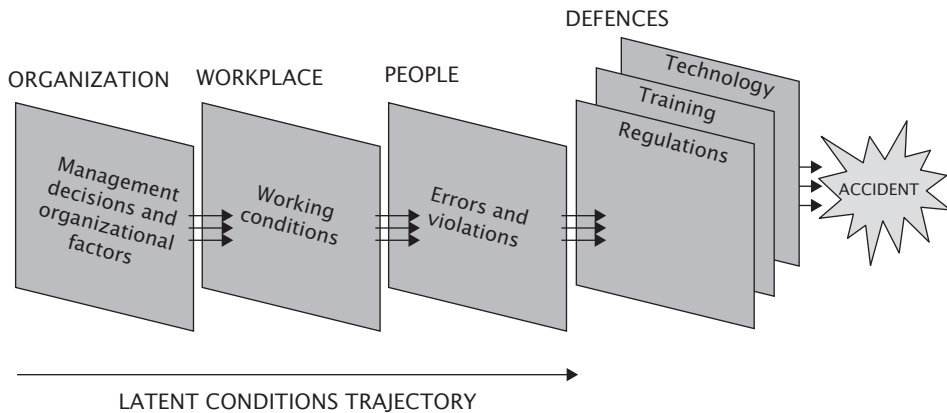 DEFENCES
ORGANIZATION
WORKPLACE
PEOPLE
Management
decisions and
organizational
factors
Working
conditions
Errors and
violations
Technology
Training
Regulations
ACCIDENT
LATENT CONDITIONS TRAJECTORY